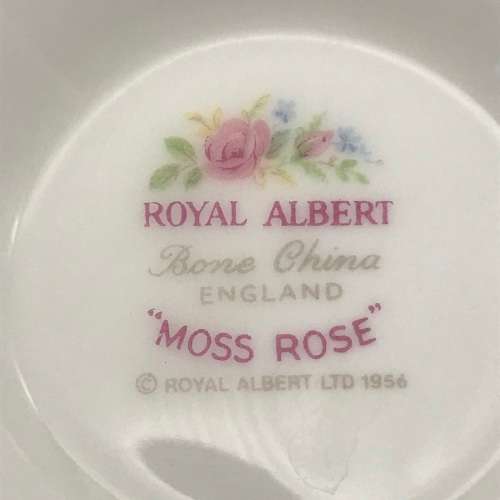 ROYAL ALBERT
Bone China
ENGLAND
"MOSS ROSE"
© ROYAL ALBERT LTD 1956